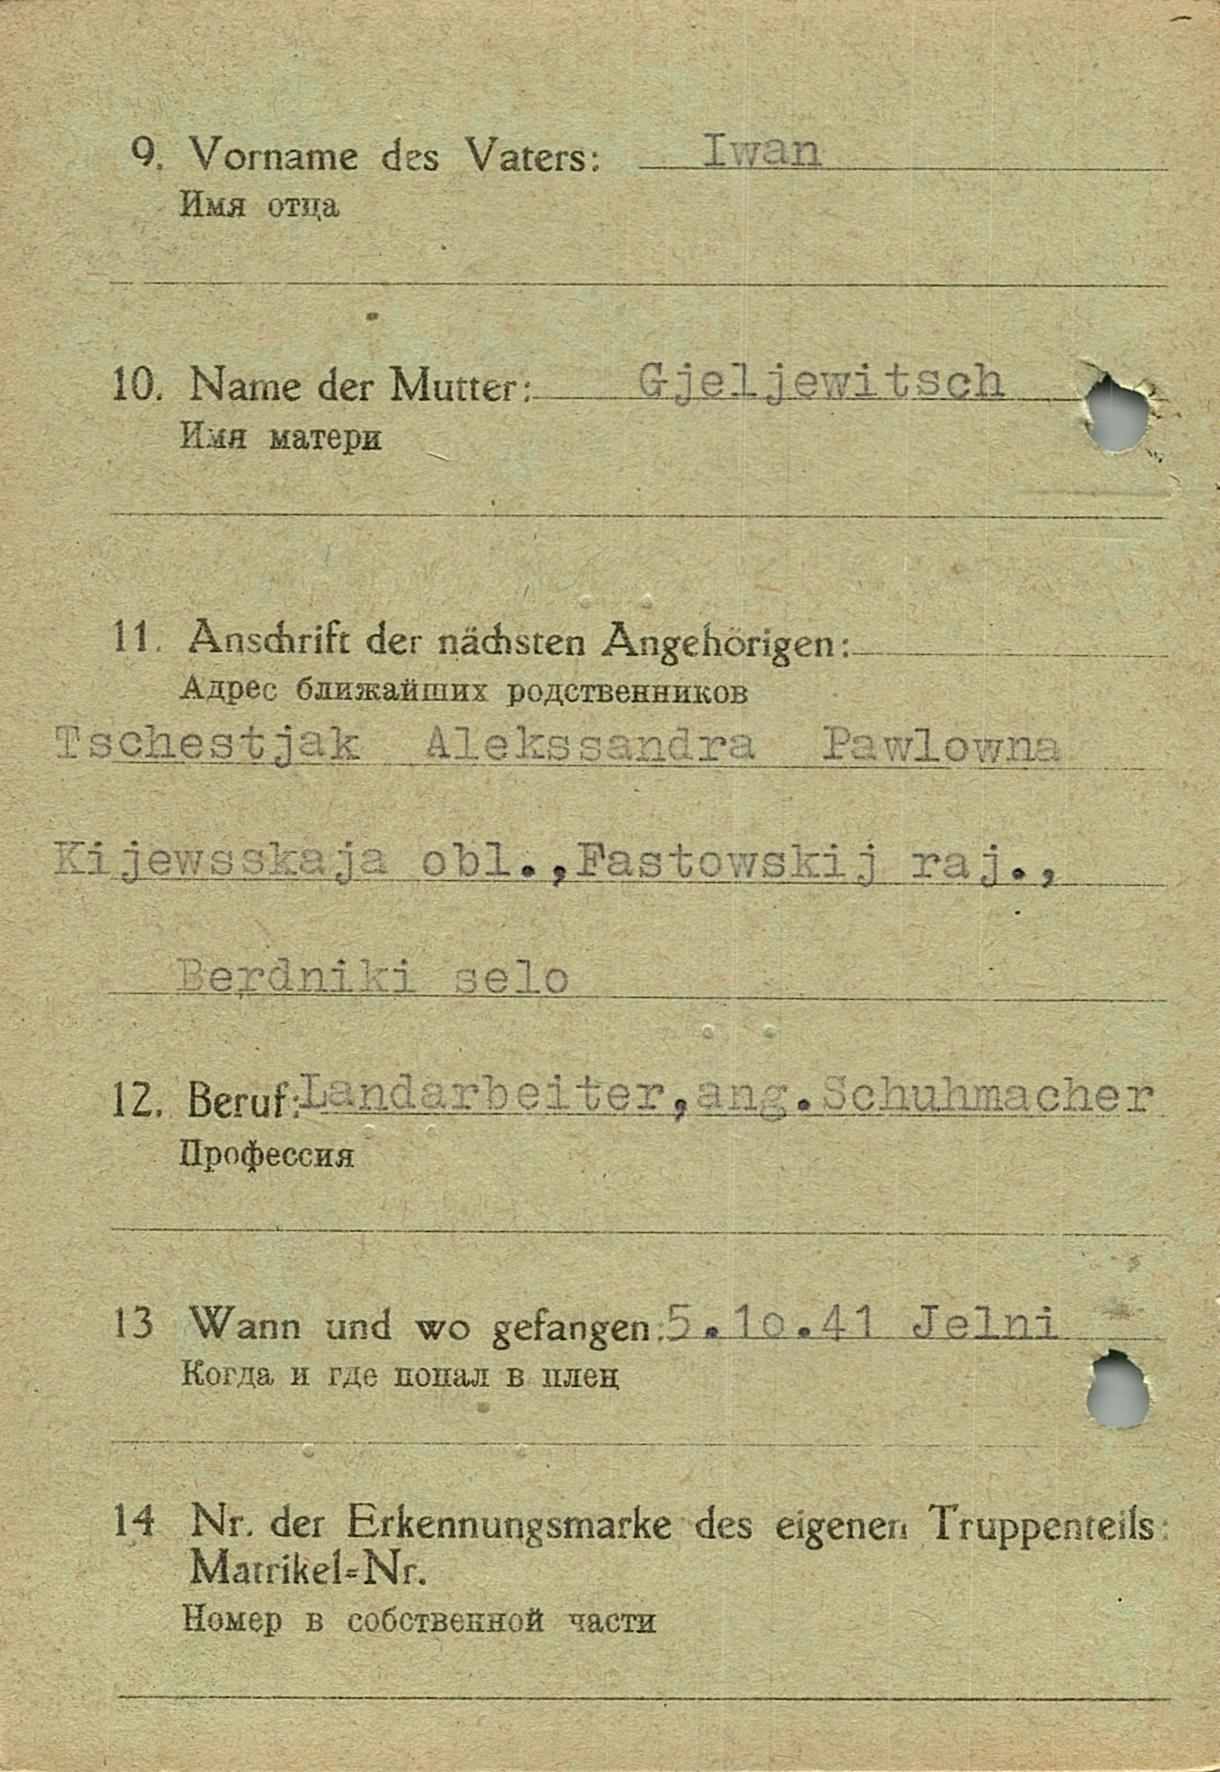 9. Vorname des Vaters: Iwan
Имя отца
10. Name der Mutter: Gjeljewitsch
Имя матери
11. Anschrift der nächsten Angehörigen:
Адрес ближайших родственников
Tschestjak Alekssandra Pawlowna
Kijewsskaja obl.,Fastowskij raj.,
Berdniki selo
12. Beruf: Landarbeiter,ang.Schuhmacher
Профессия
13 Wann und wo gefangen: 5.10.41 Jelni
Когда и где попал в плен
14 Nr. der Erkennungsmarke des eigenen Truppenteils:
Matrikel=Nr.
Номер в собственной части